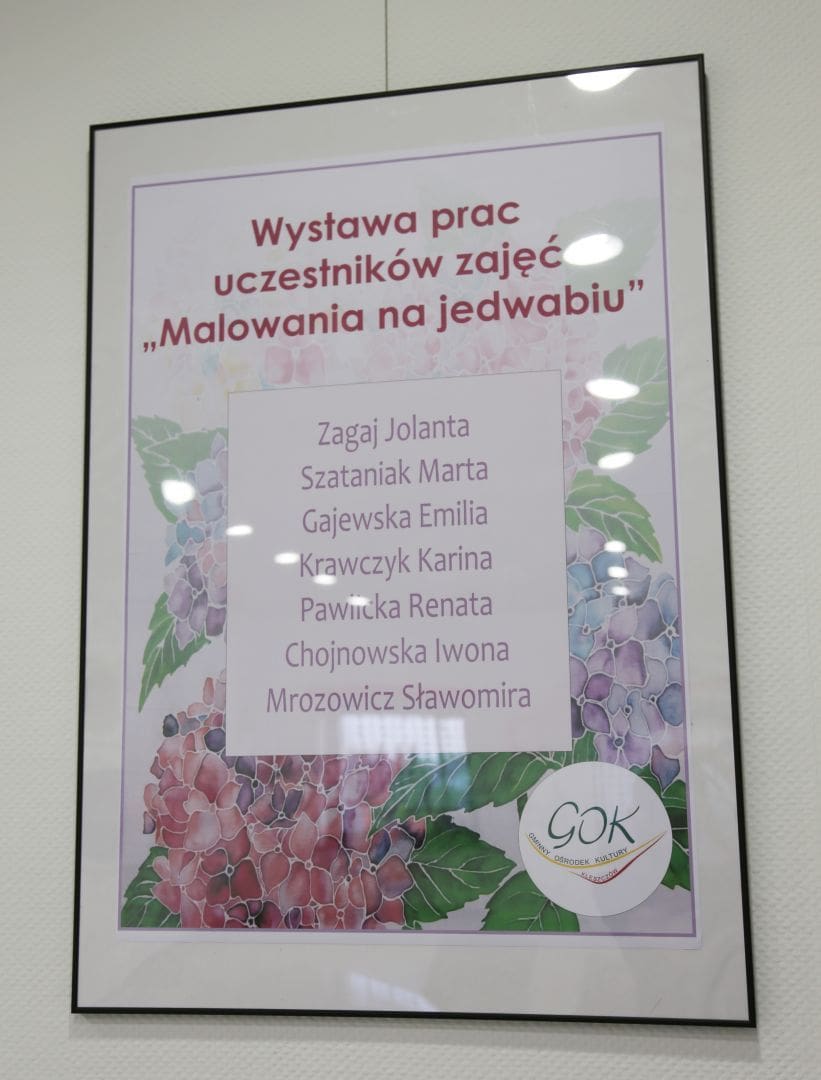 Wystawa prac
uczestników zajęć
„Malowania na jedwabiu”
Zagaj Jolanta
Szataniak Marta
Gajewska Emilia
Krawczyk Karina
Pawlicka Renata
Chojnowska Iwona
Mrozowicz Sławomira
GOK
GMINNY OŚRODEK KULTURY
KLESZCZÓW